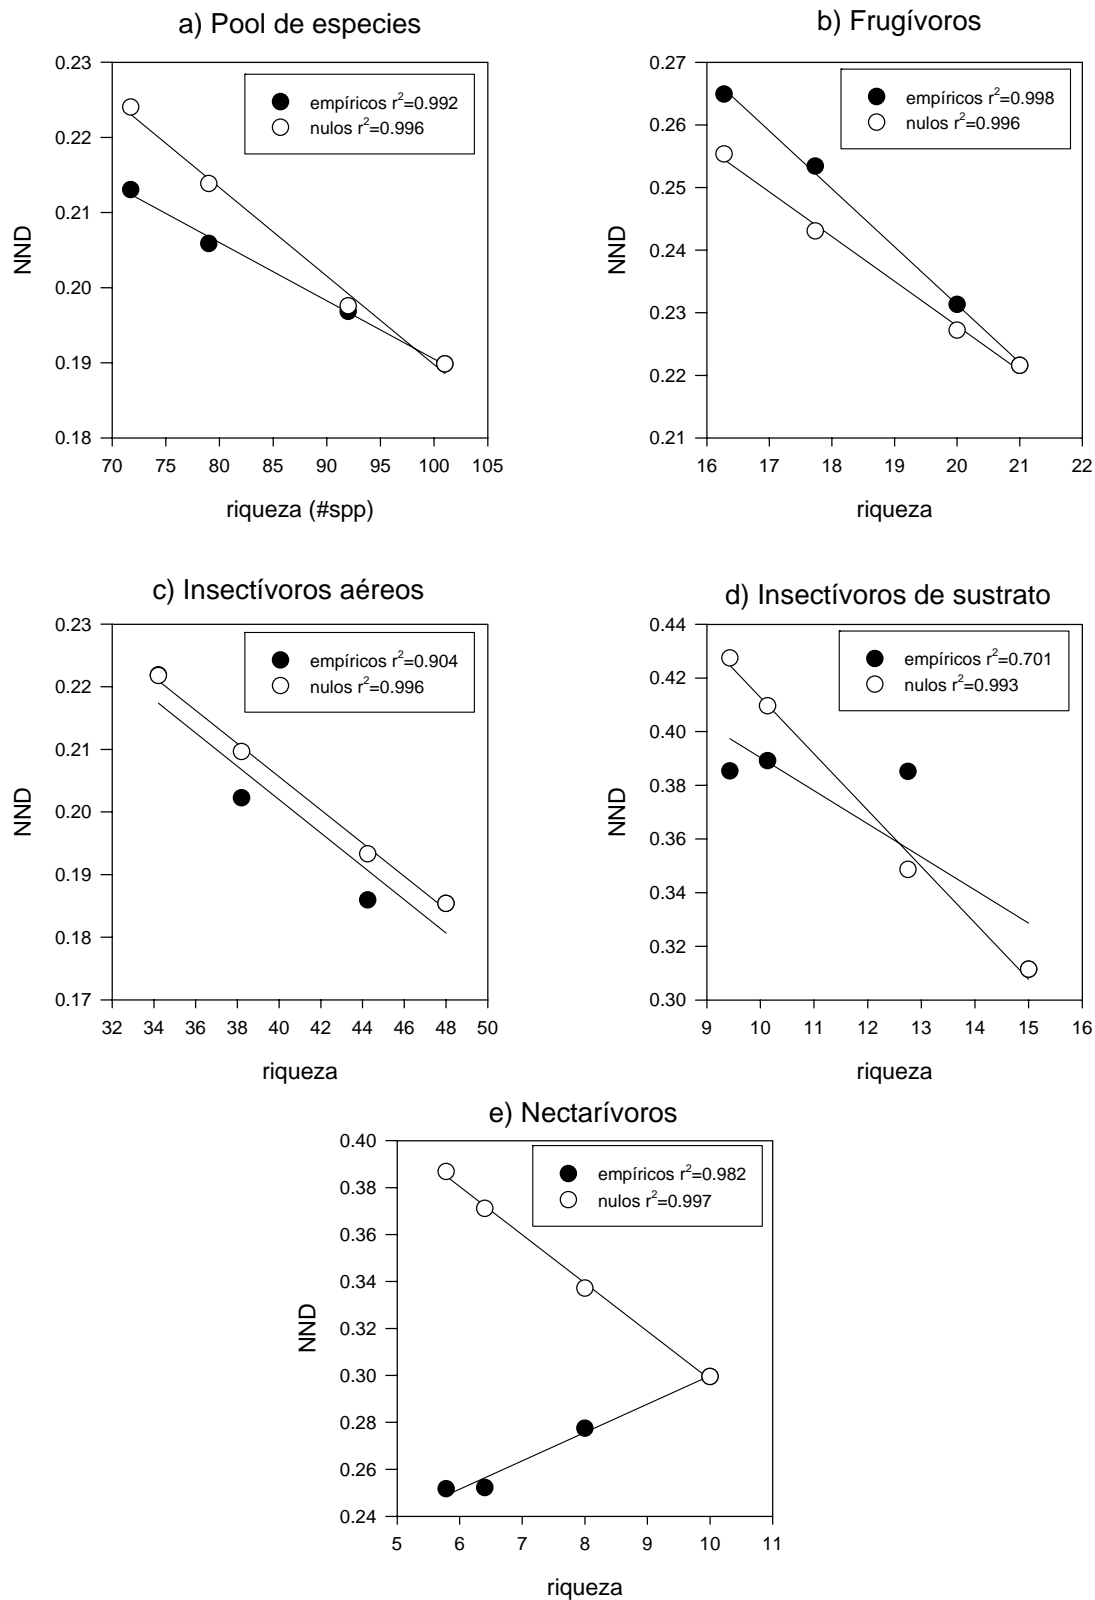 a) Pool de especies
0.23
0.22
0.21
0.20
0.19
0.18
NND
empíricos r²=0.992
nulos r²=0.996
70 75 80 85 90 95 100 105
riqueza (#spp)
b) Frugívoros
0.27
0.26
0.25
0.24
0.23
0.22
0.21
NND
empíricos r²=0.998
nulos r²=0.996
16 17 18 19 20 21 22
riqueza
c) Insectívoros aéreos
0.23
0.22
0.21
0.20
0.19
0.18
0.17
NND
empíricos r²=0.904
nulos r²=0.996
32 34 36 38 40 42 44 46 48 50
riqueza
d) Insectívoros de sustrato
0.44
0.42
0.40
0.38
0.36
0.34
0.32
0.30
NND
empíricos r²=0.701
nulos r²=0.993
9 10 11 12 13 14 15 16
riqueza
e) Nectarívoros
0.40
0.38
0.36
0.34
0.32
0.30
0.28
0.26
0.24
NND
empíricos r²=0.982
nulos r²=0.997
5 6 7 8 9 10 11
riqueza